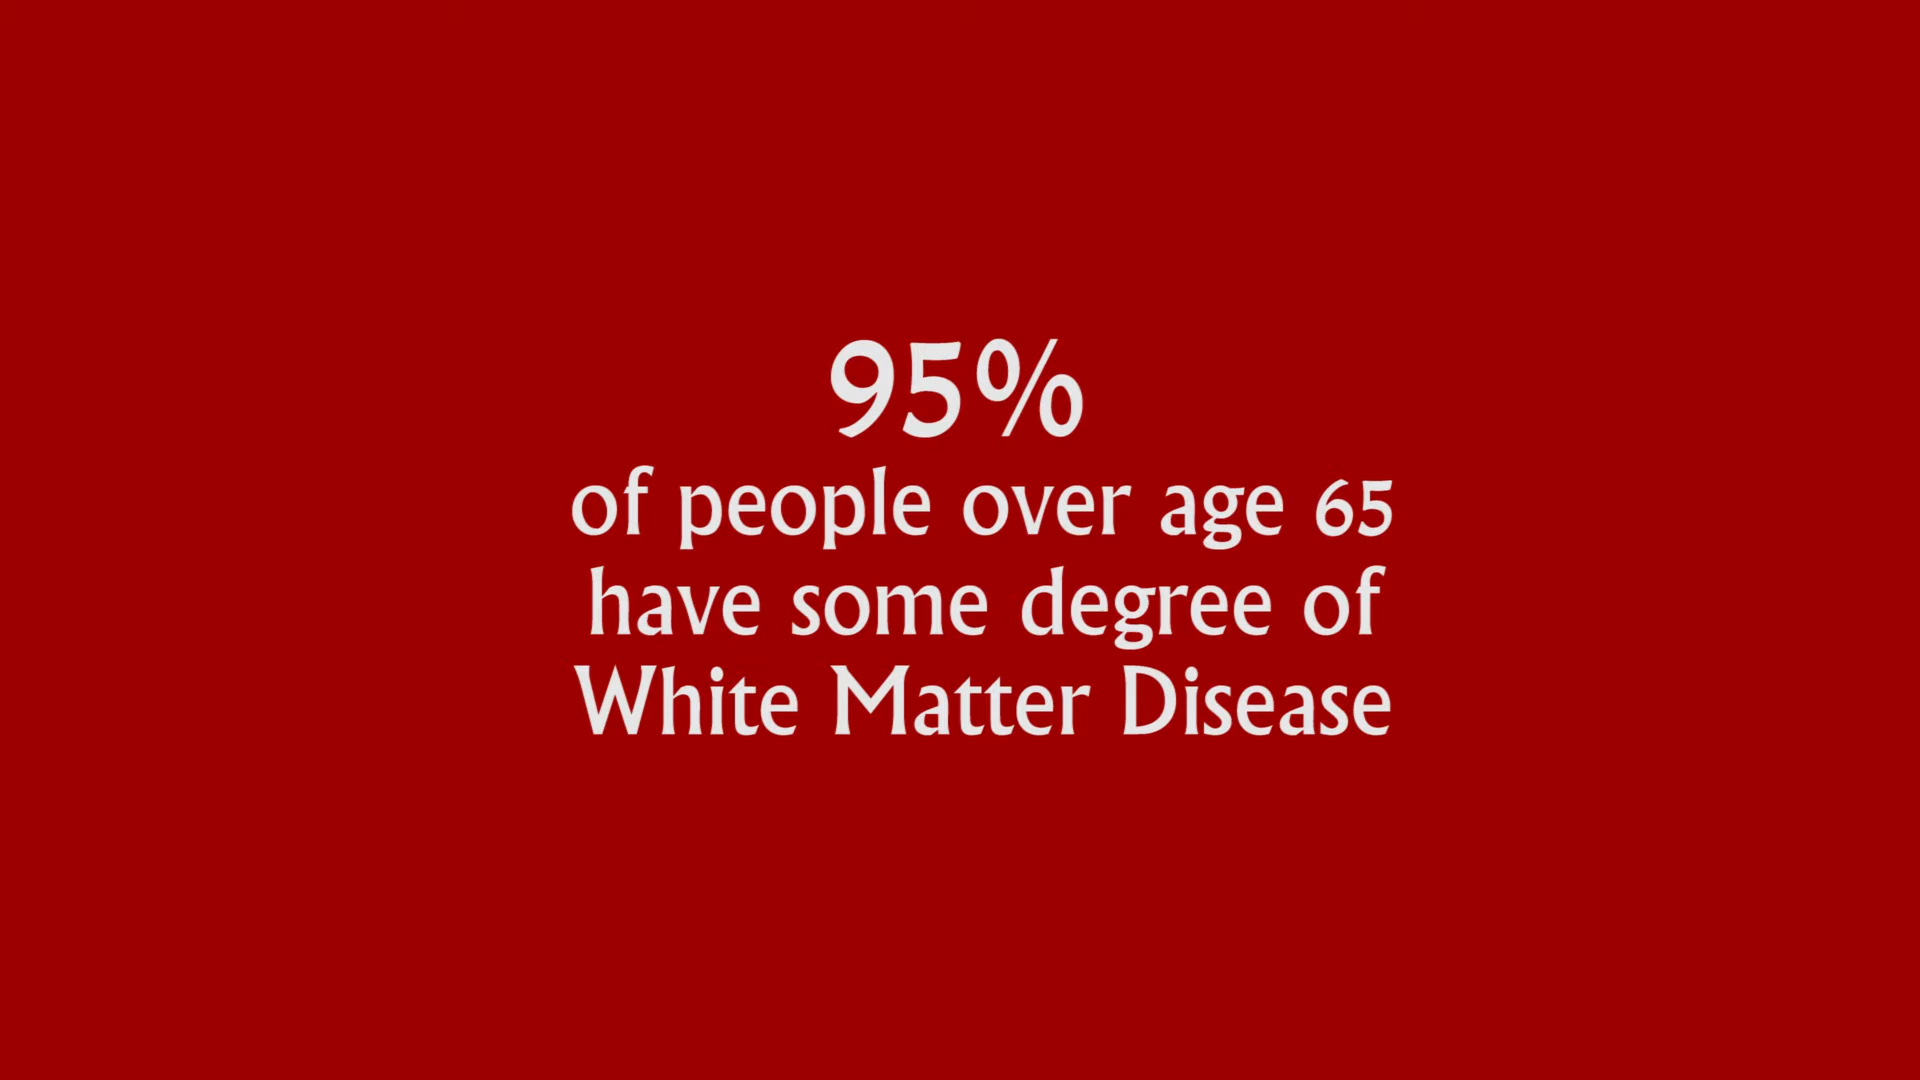 95%
of people over age 65
have some degree of
White Matter Disease